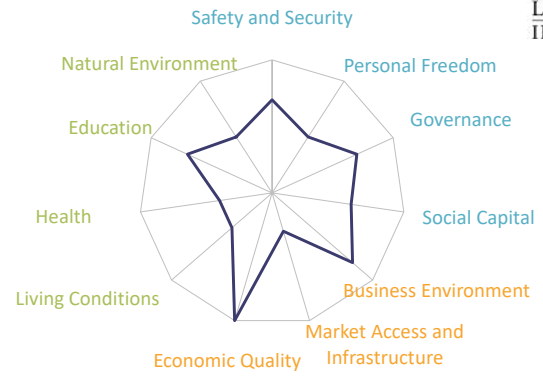 Safety and Security
Natural Environment
Personal Freedom
Education
Governance
Health
Social Capital
Living Conditions
Business Environment
Market Access and
Infrastructure
Economic Quality